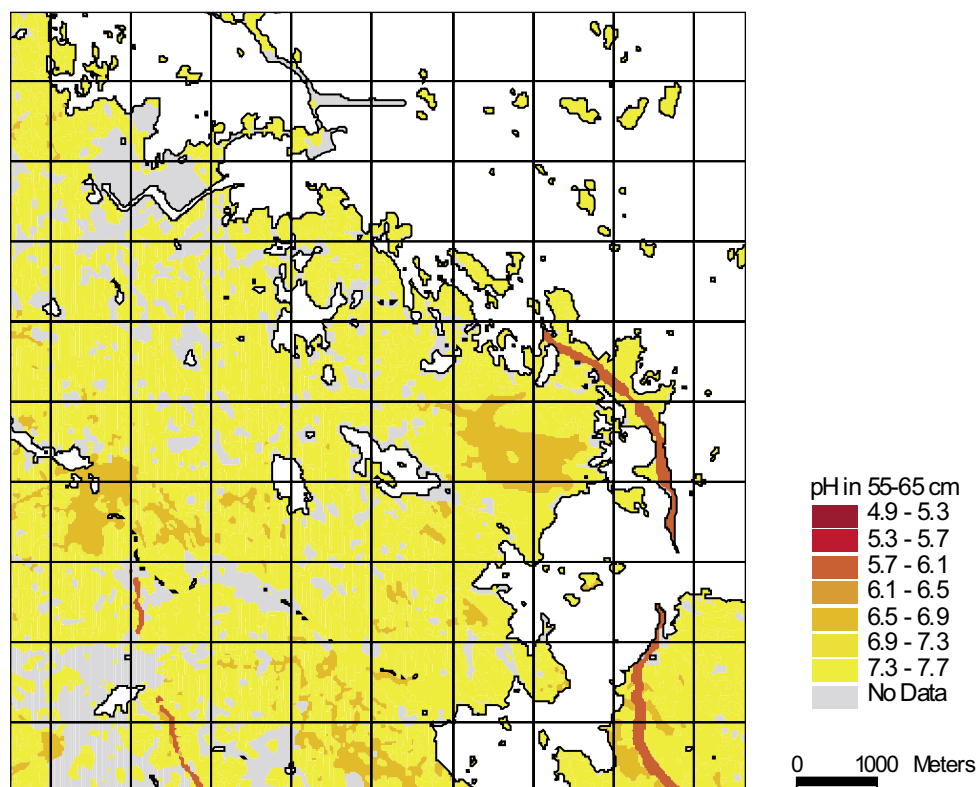 pH in 55-65 cm
4.9 - 5.3
5.3 - 5.7
5.7 - 6.1
6.1 - 6.5
6.5 - 6.9
6.9 - 7.3
7.3 - 7.7
No Data
0 1000 Meters